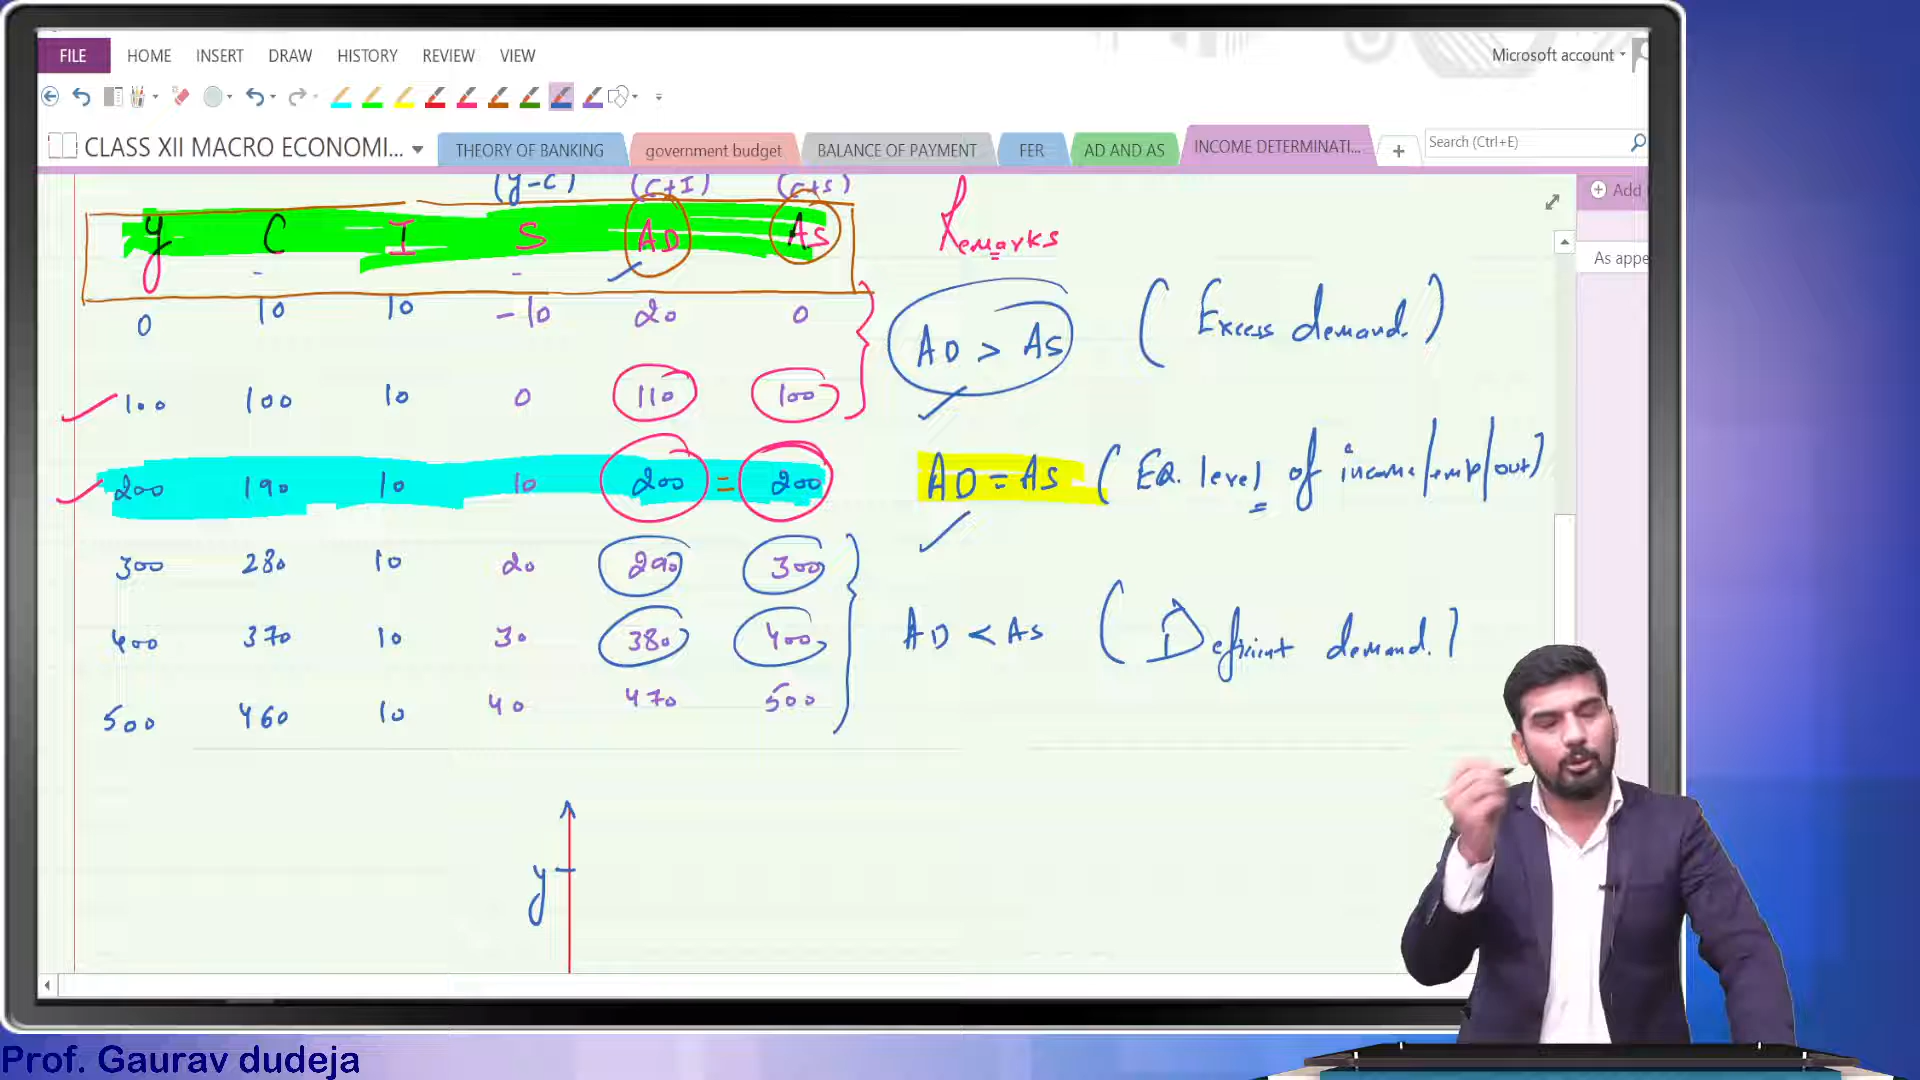 FILE HOME INSERT DRAW HISTORY REVIEW VIEW Microsoft account
CLASS XII MACRO ECONOMI... THEORY OF BANKING government budget BALANCE OF PAYMENT FER AD AND AS INCOME DETERMINATI... + Search (Ctrl+E)
Add
As appe
(y-c) (C+I) (C+S)
y C I S AD AS Remarks
y
0 10 10 -10 20 0
AD > AS (Excess demand.)
100 100 10 0 110 100
200 190 10 10 200 = 200
AD = AS (EQ. level of income/emp/out)
300 280 10 20 290 300
400 370 10 30 380 400
AD < AS (Deficient demand.)
500 460 10 40 470 500
y
Prof. Gaurav dudeja